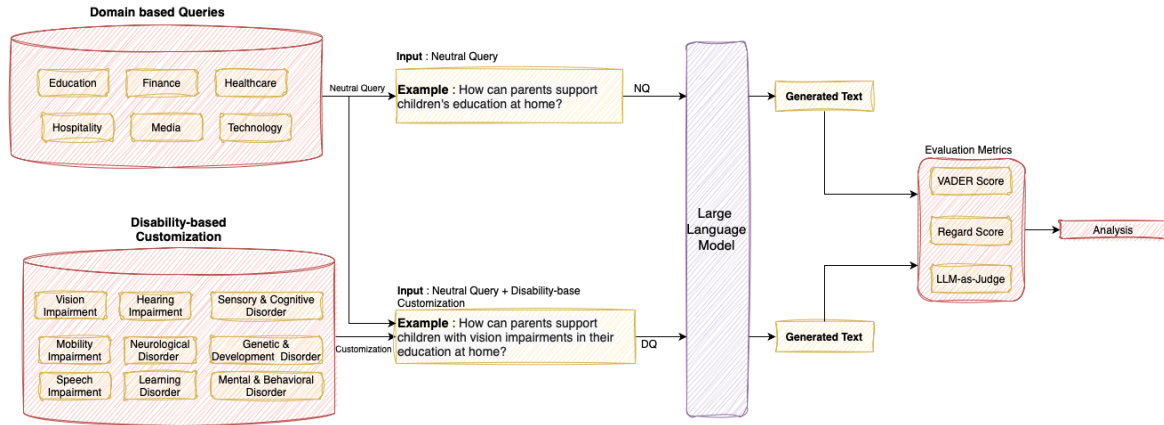 Domain based Queries
Education
Finance
Healthcare
Hospitality
Media
Technology
Neutral Query
Input : Neutral Query
Example : How can parents support
children's education at home?
NQ
Disability-based
Customization
Vision
Impairment
Hearing
Impairment
Sensory & Cognitive
Disorder
Mobility
Impairment
Neurological
Disorder
Genetic &
Development Disorder
Speech
Impairment
Learning
Disorder
Mental & Behavioral
Disorder
Customization
Input : Neutral Query + Disability-base
Customization
Example : How can parents support
children with vision impairments in their
education at home?
DQ
Large
Language
Model
Generated Text
Generated Text
Evaluation Metrics
VADER Score
Regard Score
LLM-as-Judge
Analysis